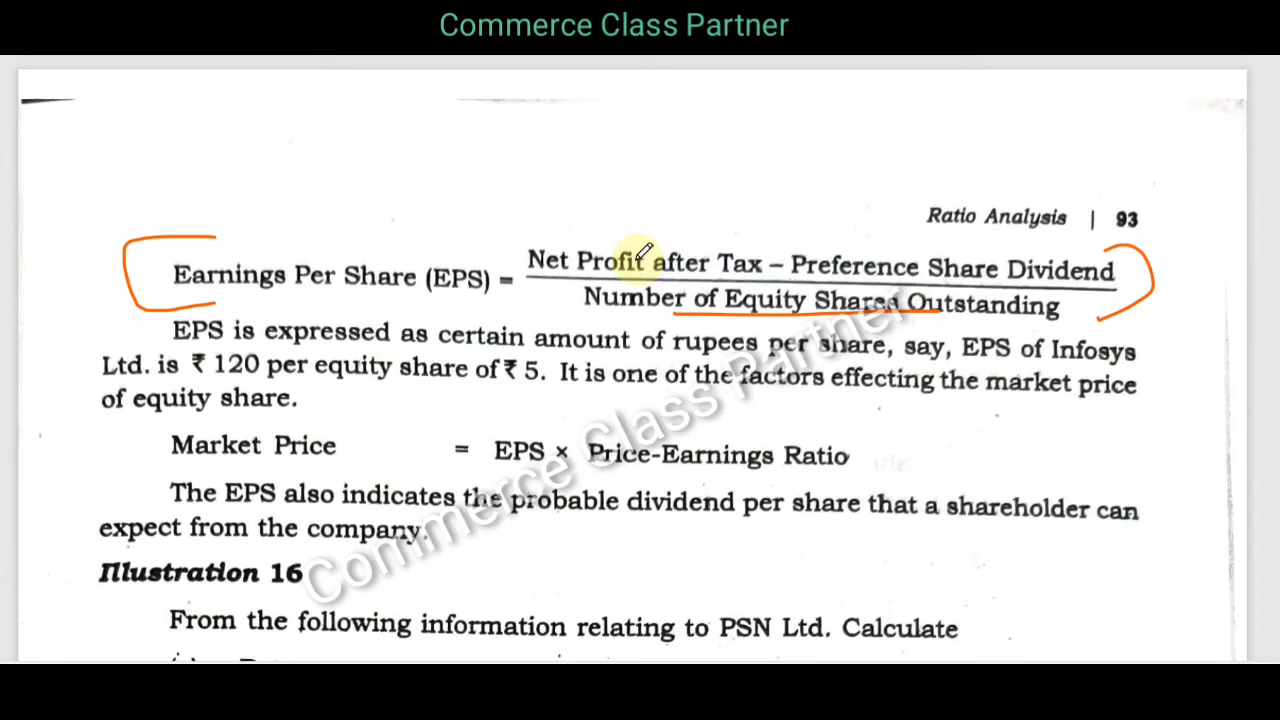 Commerce Class Partner
Ratio Analysis | 93
Earnings Per Share (EPS) = Net Profit after Tax – Preference Share Dividend
Number of Equity Shares Outstanding
EPS is expressed as certain amount of rupees per share, say, EPS of Infosys
Ltd. is ₹ 120 per equity share of ₹ 5. It is one of the factors effecting the market price
of equity share.
Market Price = EPS × Price-Earnings Ratio
The EPS also indicates the probable dividend per share that a shareholder can
expect from the company.
Illustration 16
From the following information relating to PSN Ltd. Calculate
Commerce Class Partner